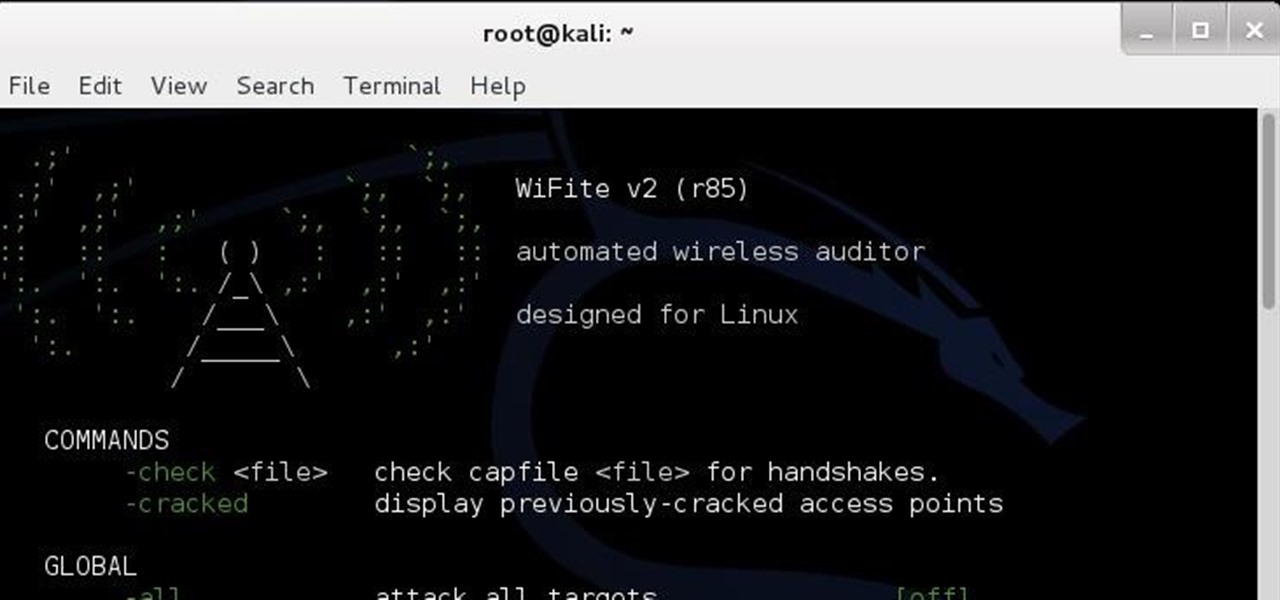 root@kali: ~
File Edit View Search Terminal Help
WiFite v2 (r85)
automated wireless auditor
designed for Linux
COMMANDS
-check <file> check capfile <file> for handshakes.
-cracked display previously-cracked access points
GLOBAL
-all attack all targets. [off]